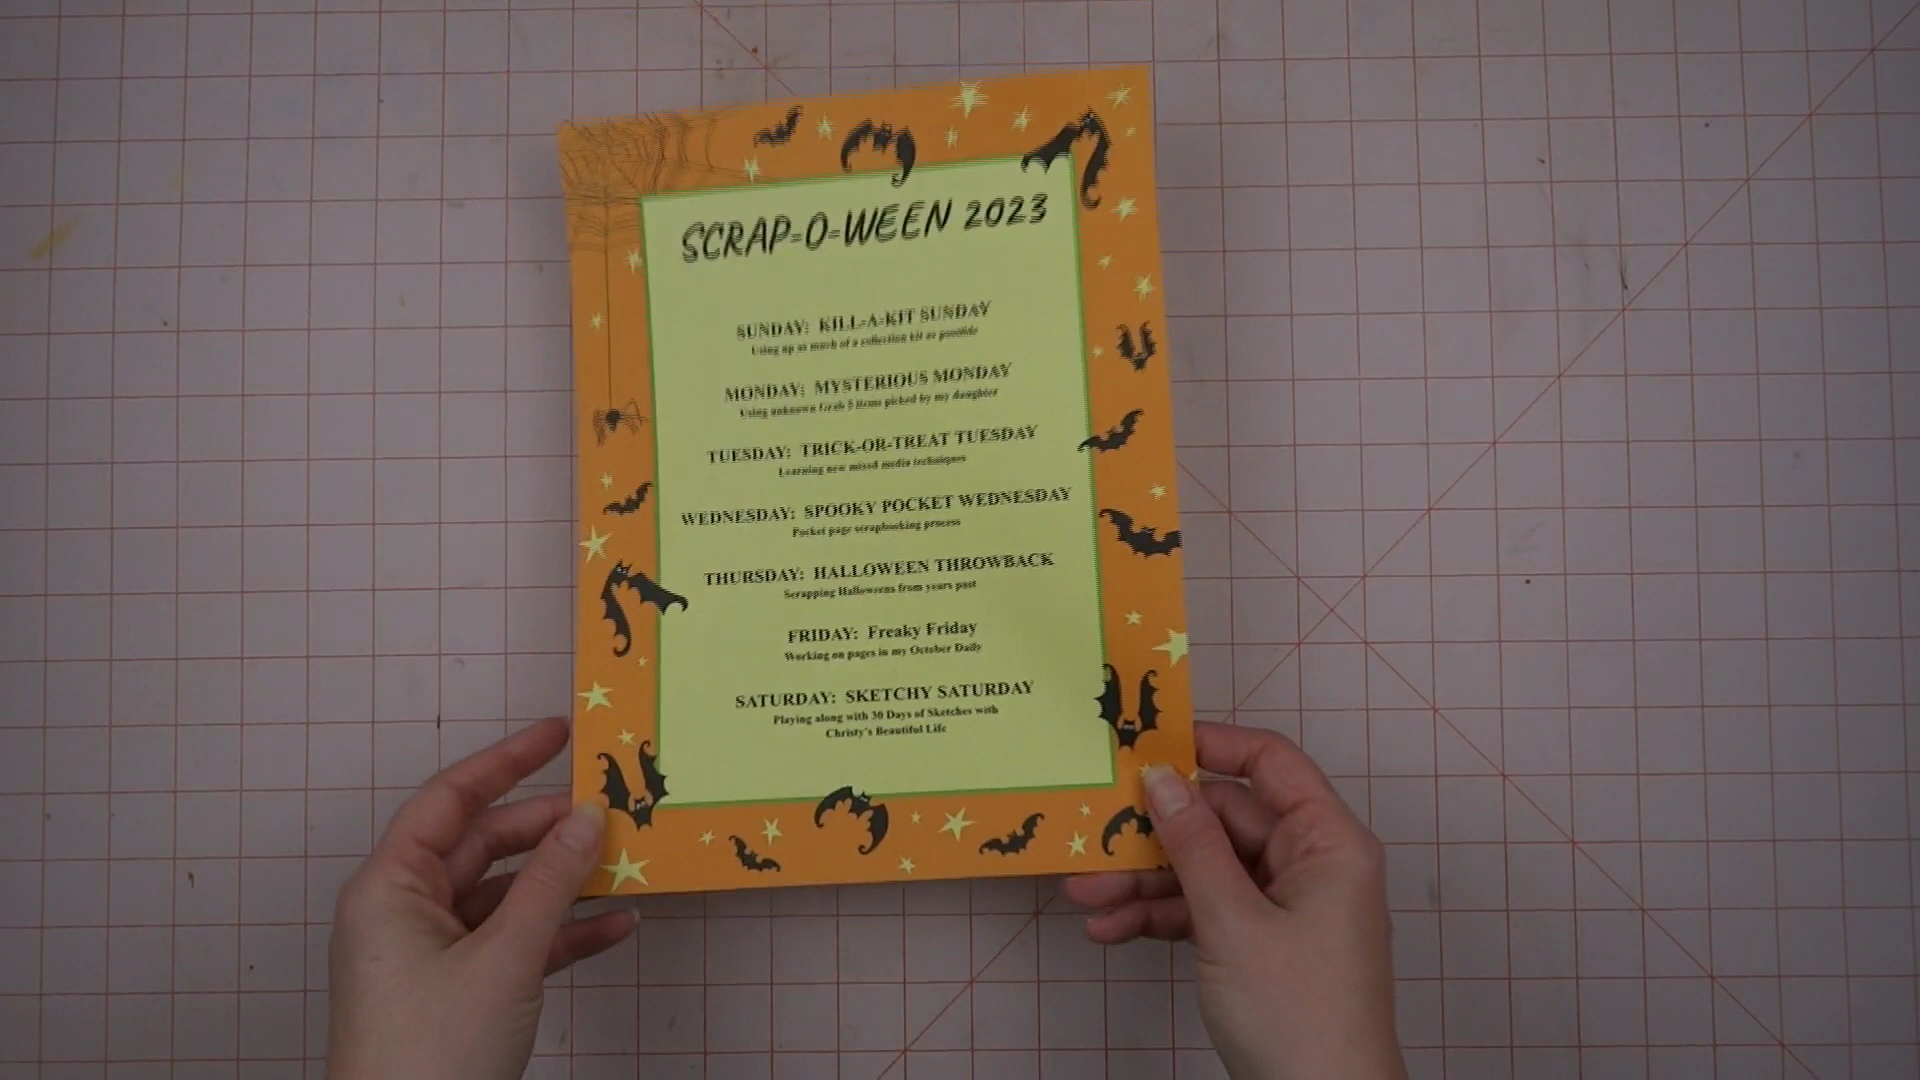 SCRAP-O-WEEN 2023
SUNDAY: KILL-A-KIT SUNDAY
Using up as much of a collection kit as possible
MONDAY: MYSTERIOUS MONDAY
Using unknown Grab 5 items picked by my daughter
TUESDAY: TRICK-OR-TREAT TUESDAY
Learning new mixed media techniques
WEDNESDAY: SPOOKY POCKET WEDNESDAY
Pocket page scrapbooking process
THURSDAY: HALLOWEEN THROWBACK
Scrapping Halloweens from years past
FRIDAY: Freaky Friday
Working on pages in my October Daily
SATURDAY: SKETCHY SATURDAY
Playing along with 30 Days of Sketches with
Christy's Beautiful Life